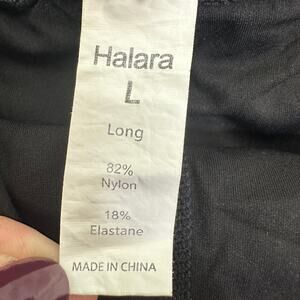 Halara
L
Long
82%
Nylon
18%
Elastane
MADE IN CHINA